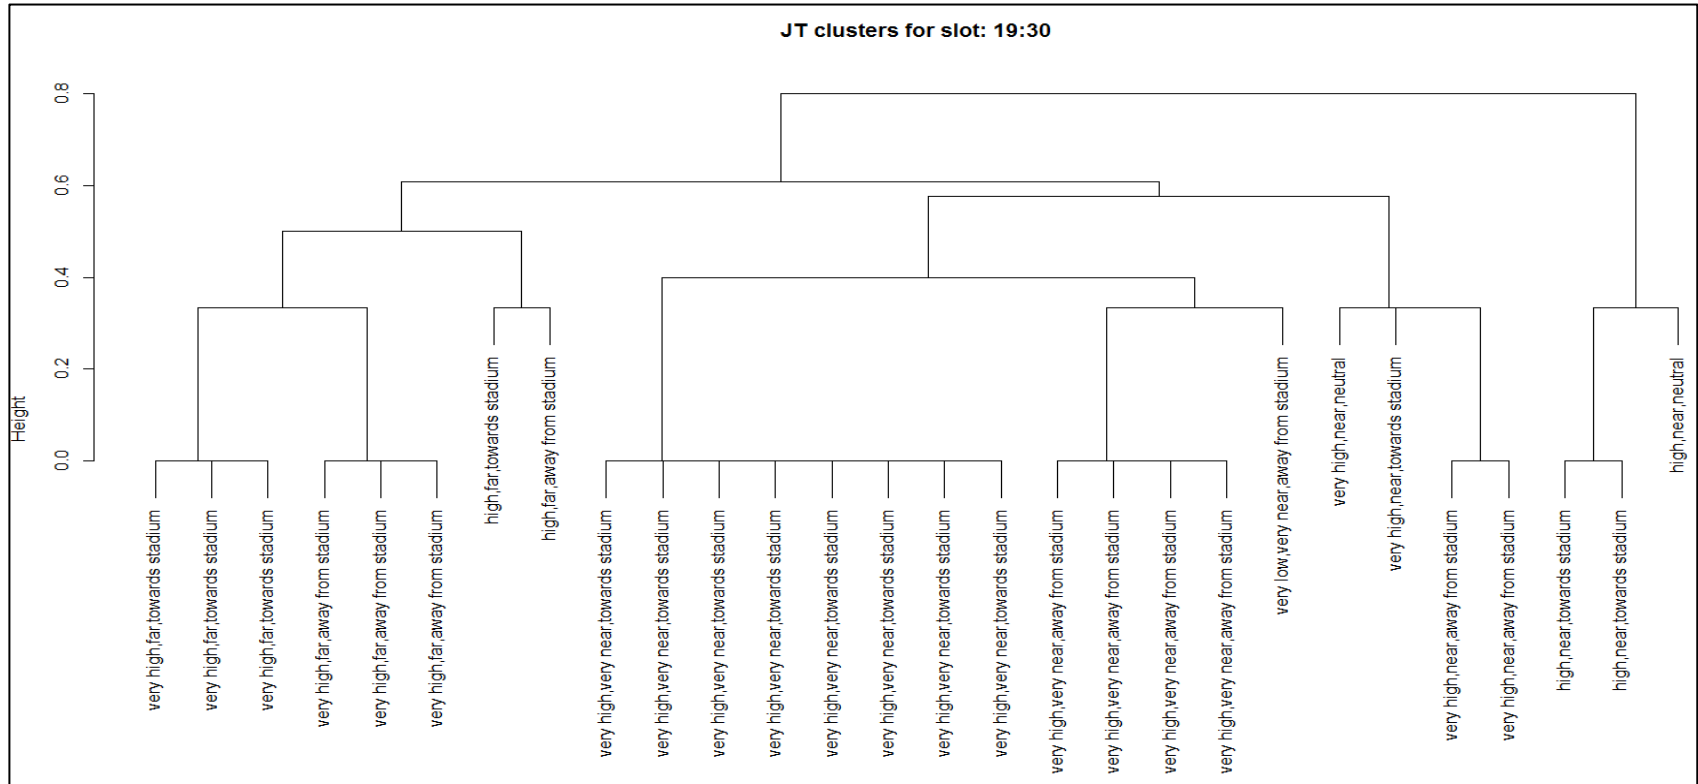 JT clusters for slot: 19:30
Height
0.8
0.6
0.4
0.2
0.0
very high,far,towards stadium
very high,far,towards stadium
very high,far,towards stadium
very high,far,away from stadium
very high,far,away from stadium
very high,far,away from stadium
high,far,towards stadium
high,far,away from stadium
very high,very near,towards stadium
very high,very near,towards stadium
very high,very near,towards stadium
very high,very near,towards stadium
very high,very near,towards stadium
very high,very near,towards stadium
very high,very near,towards stadium
very high,very near,towards stadium
very high,very near,away from stadium
very high,very near,away from stadium
very high,very near,away from stadium
very high,very near,away from stadium
very low,very near,away from stadium
very high,near,neutral
very high,near,towards stadium
very high,near,away from stadium
very high,near,away from stadium
high,near,towards stadium
high,near,towards stadium
high,near,neutral